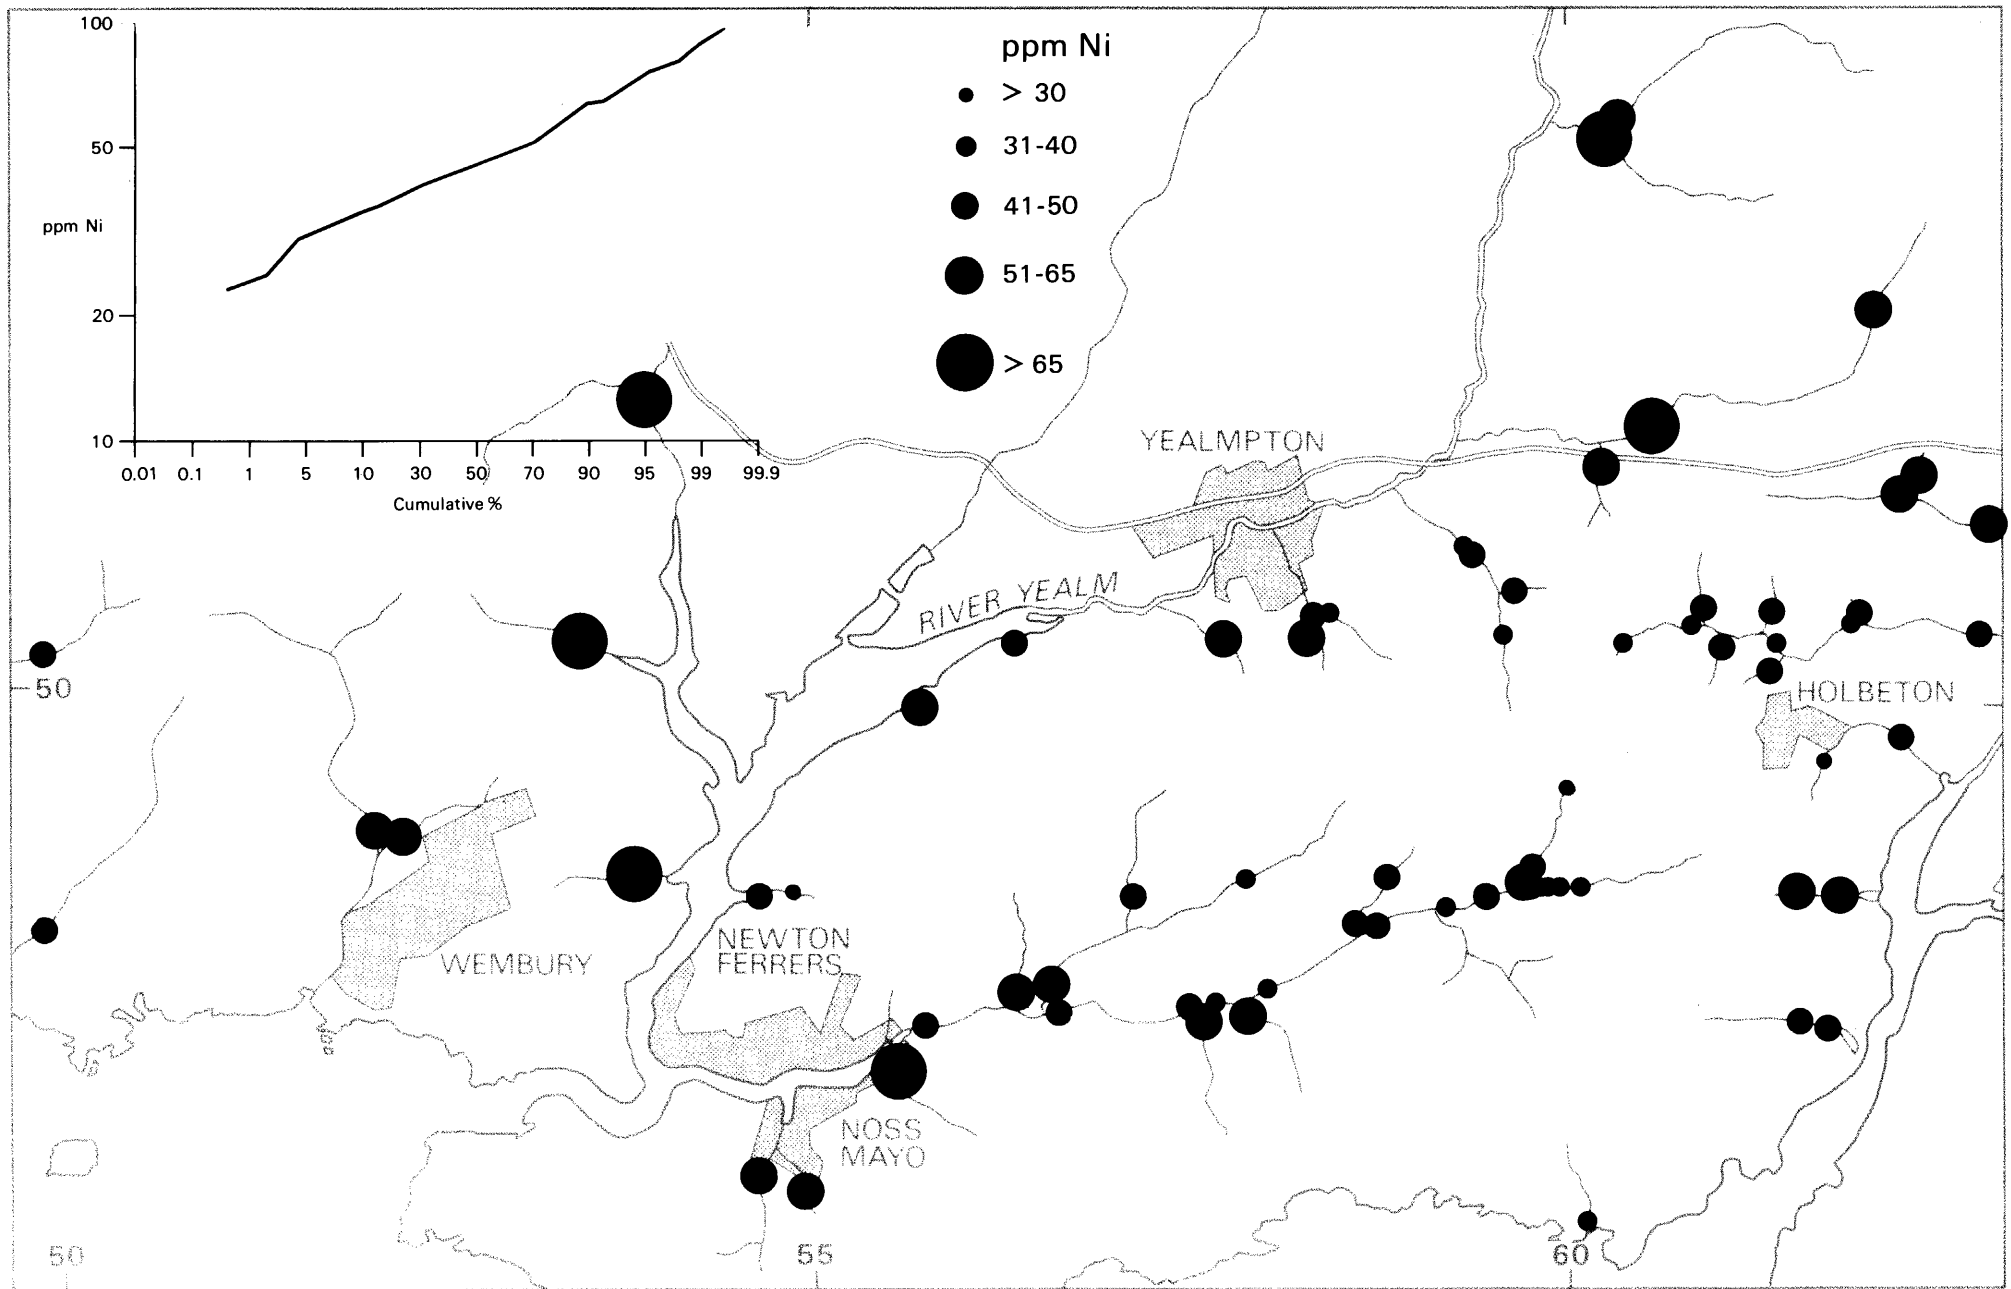 100
50
ppm Ni
20
10
0.01 0.1 1 5 10 30 50 70 90 95 99 99.9
Cumulative %
ppm Ni
> 30
31-40
41-50
51-65
> 65
YEALMPTON
RIVER YEALM
50
HOLBETON
WEMBURY
NEWTON
FERRERS
NOSS
MAYO
50
55
60